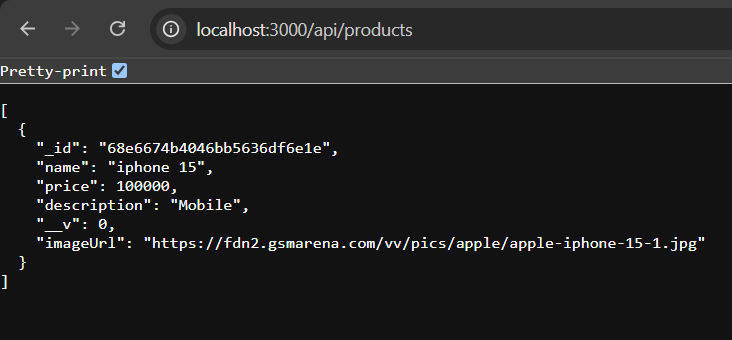 localhost:3000/api/products
Pretty-print
[
  {
    "_id": "68e6674b4046bb5636df6e1e",
    "name": "iphone 15",
    "price": 100000,
    "description": "Mobile",
    "__v": 0,
    "imageUrl": "https://fdn2.gsmarena.com/vv/pics/apple/apple-iphone-15-1.jpg"
  }
]